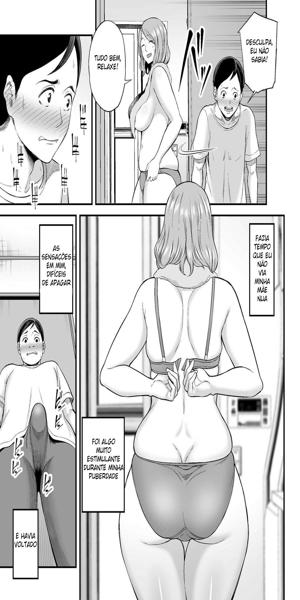 DESCULPA,
EU NÃO
SABIA!
TUDO BEM,
RELAXE!
FAZIA
TEMPO
QUE EU
NÃO
VIA
MINHA
MÃE
NUA
AS
SENSAÇÕES
EM MIM,
DIFÍCEIS
DE APAGAR
FOI ALGO
MUITO
ESTIMULANTE
DURANTE MINHA
PUBERDADE
E HAVIA
VOLTADO